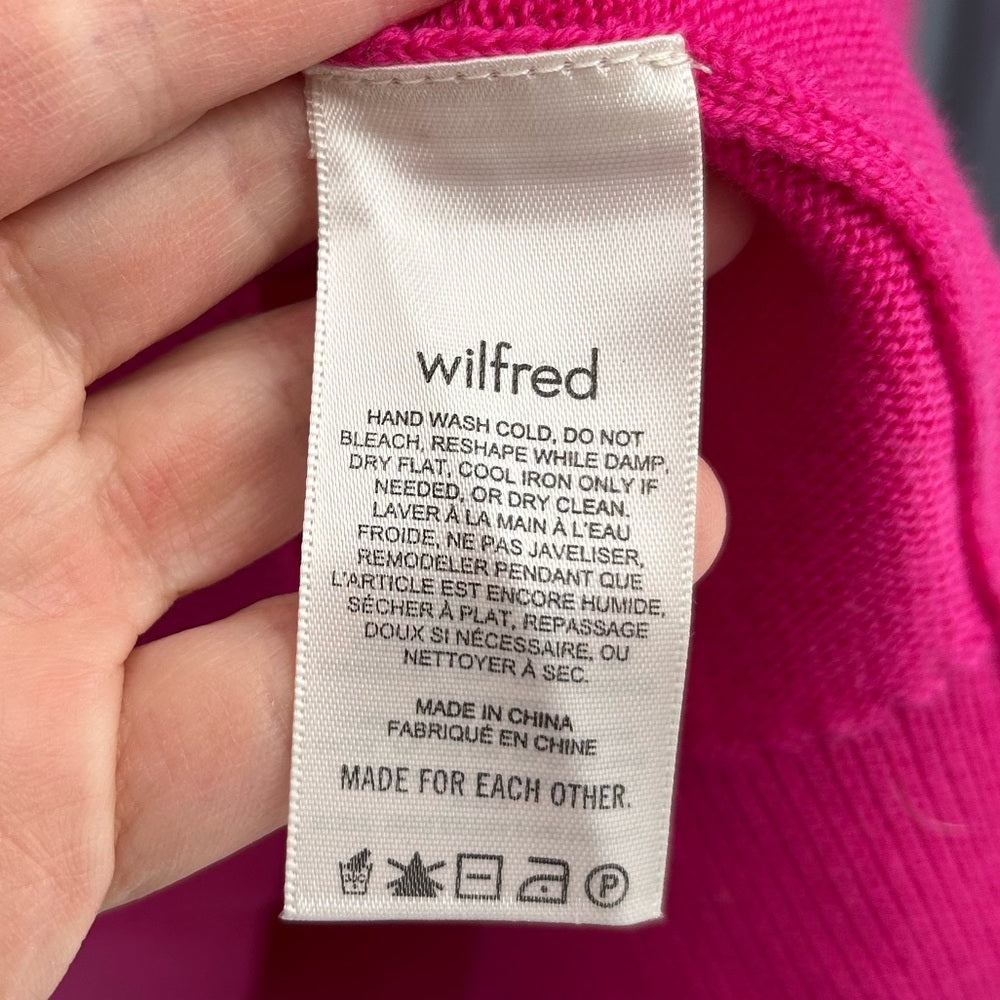 wilfred
HAND WASH COLD, DO NOT
BLEACH, RESHAPE WHILE DAMP,
DRY FLAT, COOL IRON ONLY IF
NEEDED, OR DRY CLEAN.
LAVER À LA MAIN À L'EAU
FROIDE, NE PAS JAVELISER,
REMODELER PENDANT QUE
L'ARTICLE EST ENCORE HUMIDE,
SÉCHER À PLAT, REPASSAGE
DOUX SI NÉCESSAIRE, OU
NETTOYER À SEC.
MADE IN CHINA
FABRIQUÉ EN CHINE
MADE FOR EACH OTHER.
P